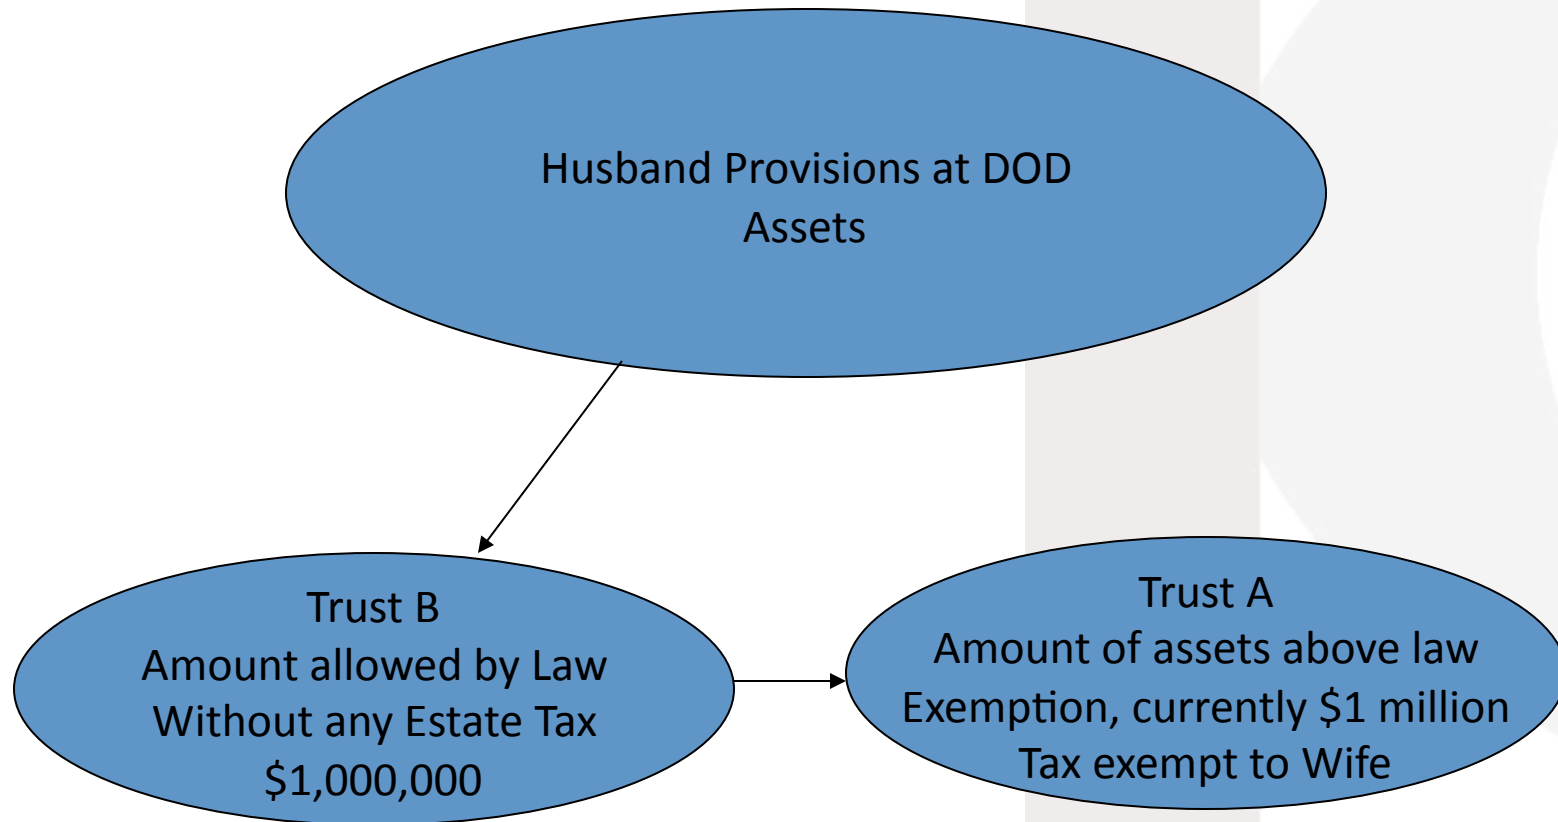 Husband Provisions at DOD
Assets
Trust B
Amount allowed by Law
Without any Estate Tax
$1,000,000
Trust A
Amount of assets above law
Exemption, currently $1 million
Tax exempt to Wife